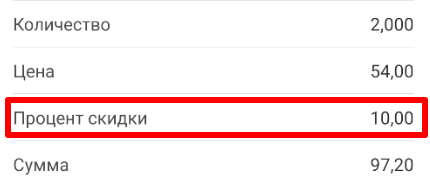 Количество 2,000
Цена 54,00
Процент скидки 10,00
Сумма 97,20